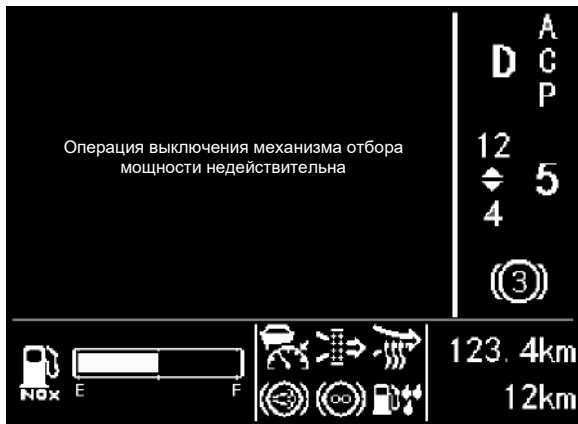 A
D C
P
Операция выключения механизма отбора
мощности недействительна
12
5
4
(3)
NOx
E F
123. 4km
12km